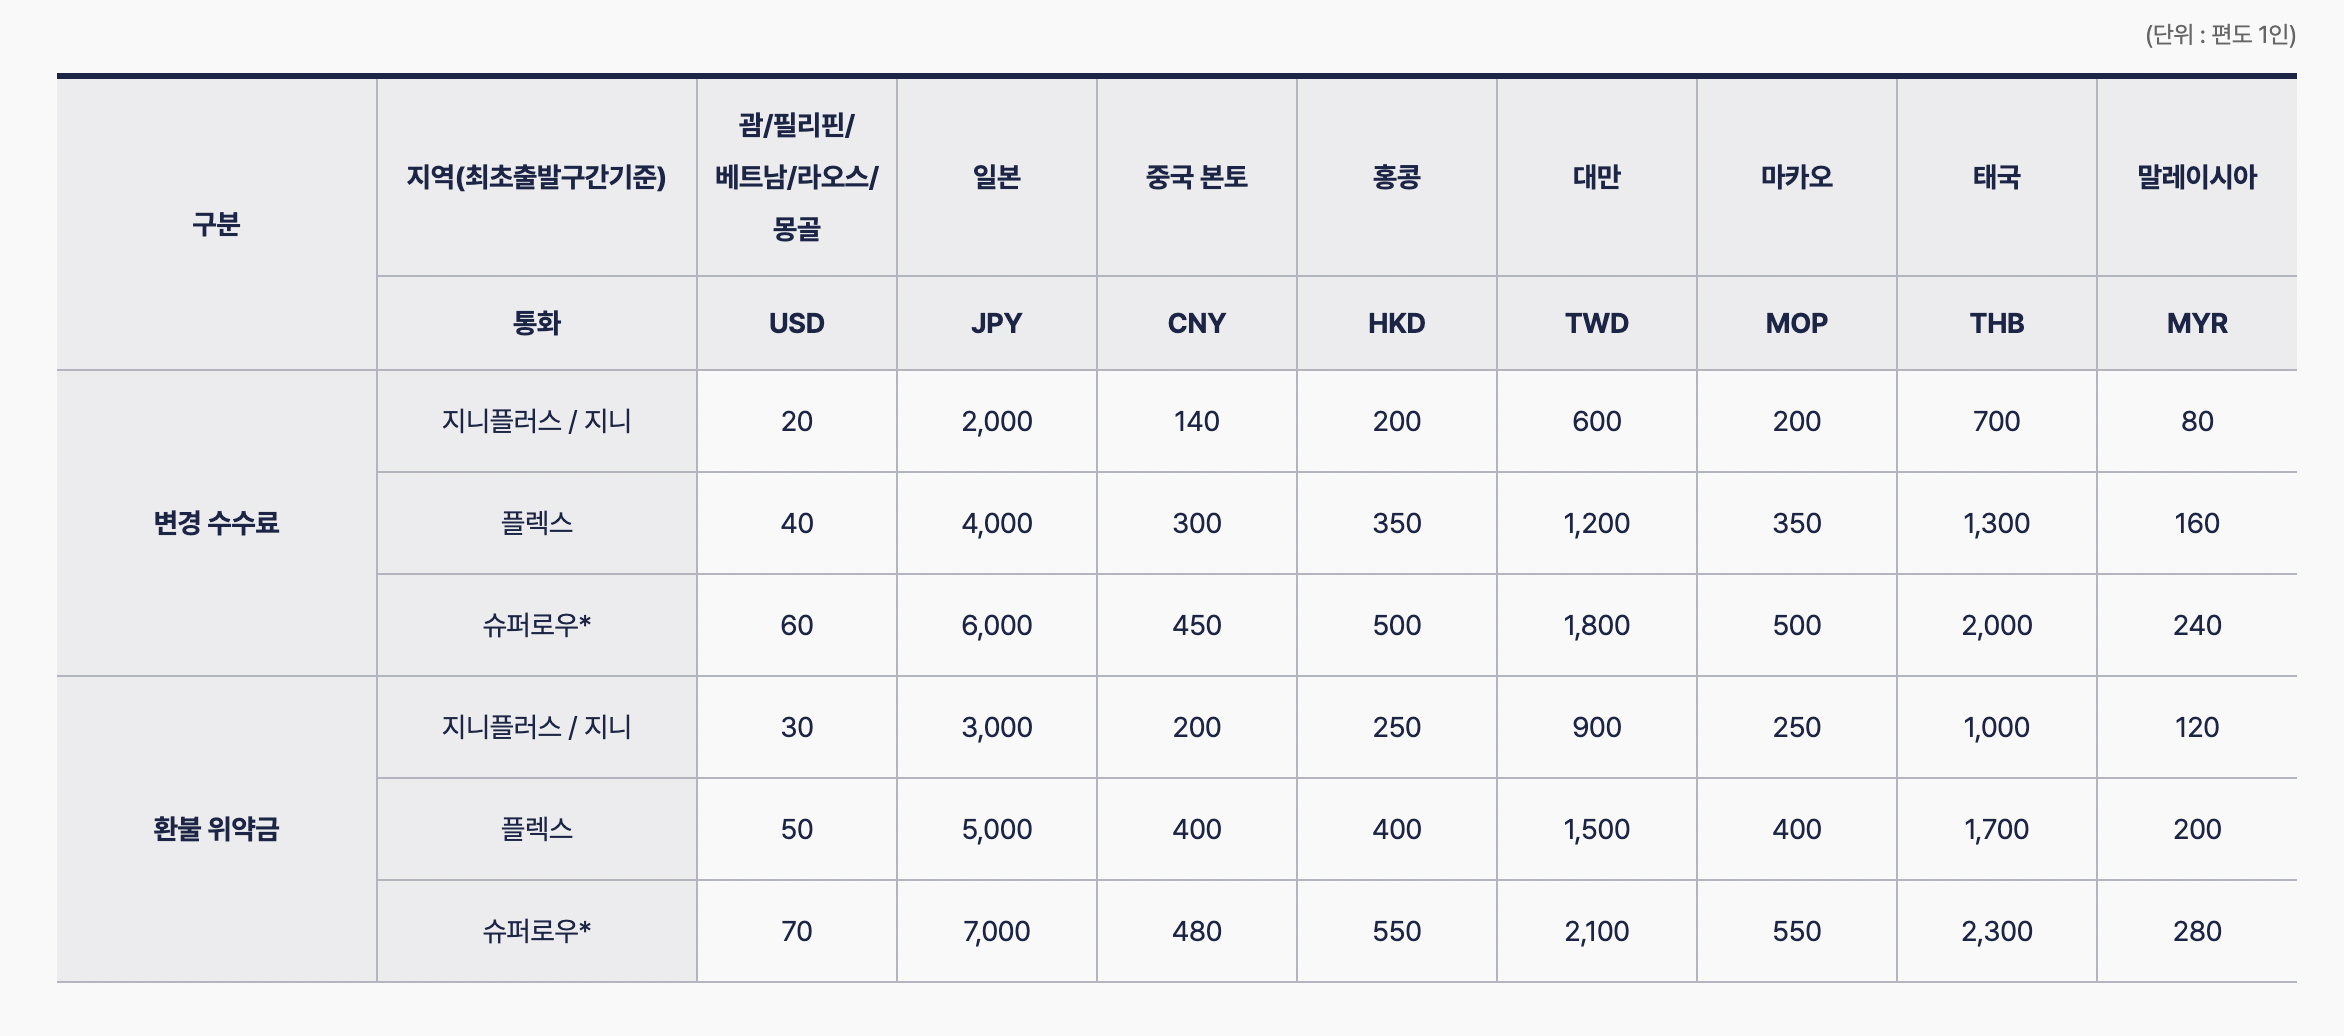 (단위 : 편도 1인)
구분
지역(최초출발구간기준)
괌/필리핀/
베트남/라오스/
몽골
일본
중국 본토
홍콩
대만
마카오
태국
말레이시아
통화 USD JPY CNY HKD TWD MOP THB MYR
변경 수수료
지니플러스 / 지니 20 2,000 140 200 600 200 700 80
플렉스 40 4,000 300 350 1,200 350 1,300 160
슈퍼로우* 60 6,000 450 500 1,800 500 2,000 240
환불 위약금
지니플러스 / 지니 30 3,000 200 250 900 250 1,000 120
플렉스 50 5,000 400 400 1,500 400 1,700 200
슈퍼로우* 70 7,000 480 550 2,100 550 2,300 280